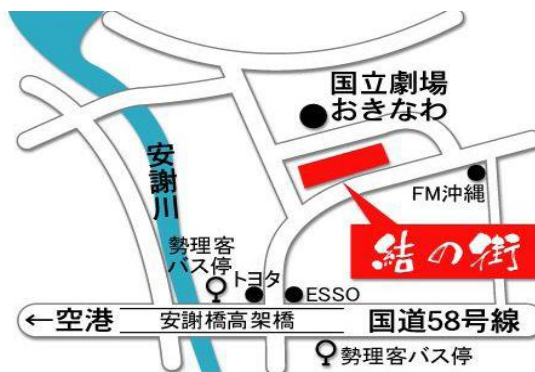 国立劇場
おきなわ
安謝川
FM沖縄
結の街
勢理客
バス停
トヨタ
ESSO
←空港
安謝橋高架橋
国道58号線
勢理客バス停